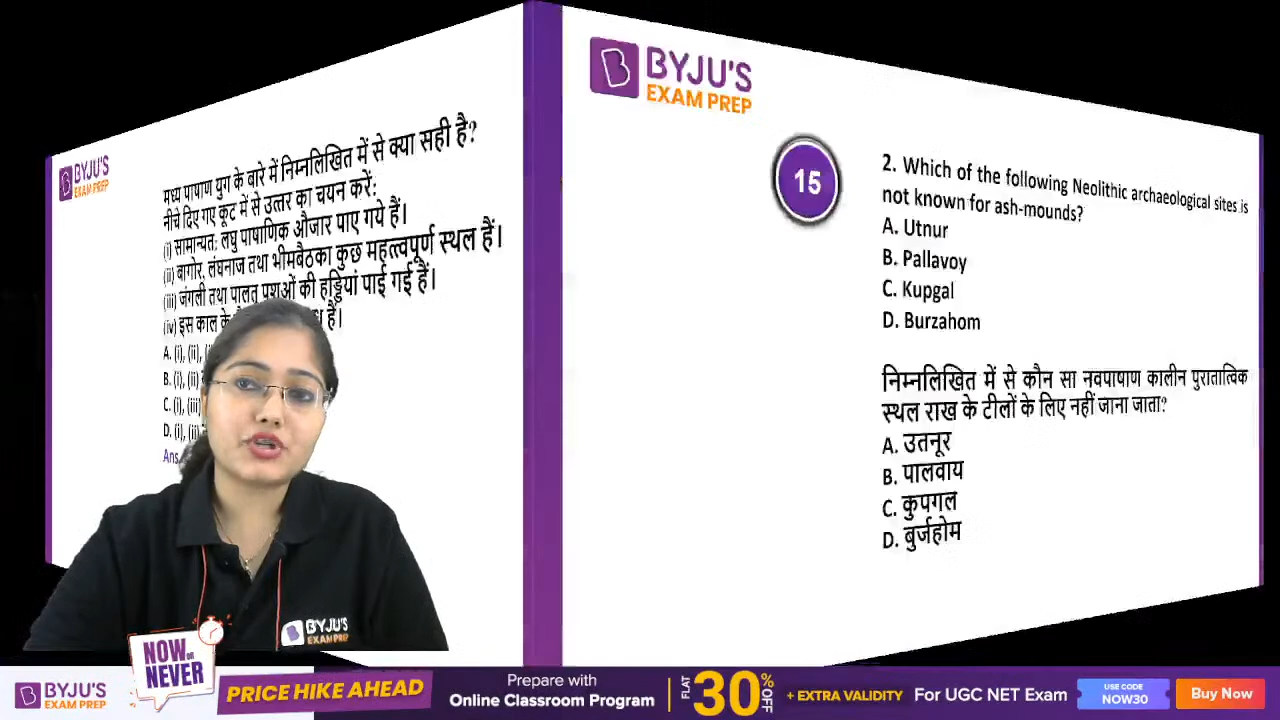 BYJU'S
मध्य पाषाण युग के बारे में निम्नलिखित में से क्या सही है?
नीचे दिए गए कूट में से उत्तर का चयन करें:
(i) सामान्यतः लघु पाषाणिक औजार पाए गये हैं।
(ii) बागोर, लंघनाज तथा भीमबैठका कुछ महत्वपूर्ण स्थल हैं।
(iii) जंगली तथा पालतू पशुओं की हड्डियां पाई गई हैं।
(iv) इस काल के हैं।
A. (i), (ii),
B. (i), (ii)
C. (i), (iii)
D. (i), (ii)
Ans.
BYJU'S
EXAM PREP
15
2. Which of the following Neolithic archaeological sites is
not known for ash-mounds?
A. Utnur
B. Pallavoy
C. Kupgal
D. Burzahom
निम्नलिखित में से कौन सा नवपाषाण कालीन पुरातात्विक
स्थल राख के टीलों के लिए नहीं जाना जाता?
A. उतनूर
B. पालवाय
C. कुपगल
D. बुर्जहोम
BYJU'S
EXAM PREP
BYJU'S
EXAM PREP
NOW OR
NEVER
PRICE HIKE AHEAD
Prepare with
Online Classroom Program
FLAT 30% OFF
+ EXTRA VALIDITY
For UGC NET Exam
USE CODE
NOW30
Buy Now